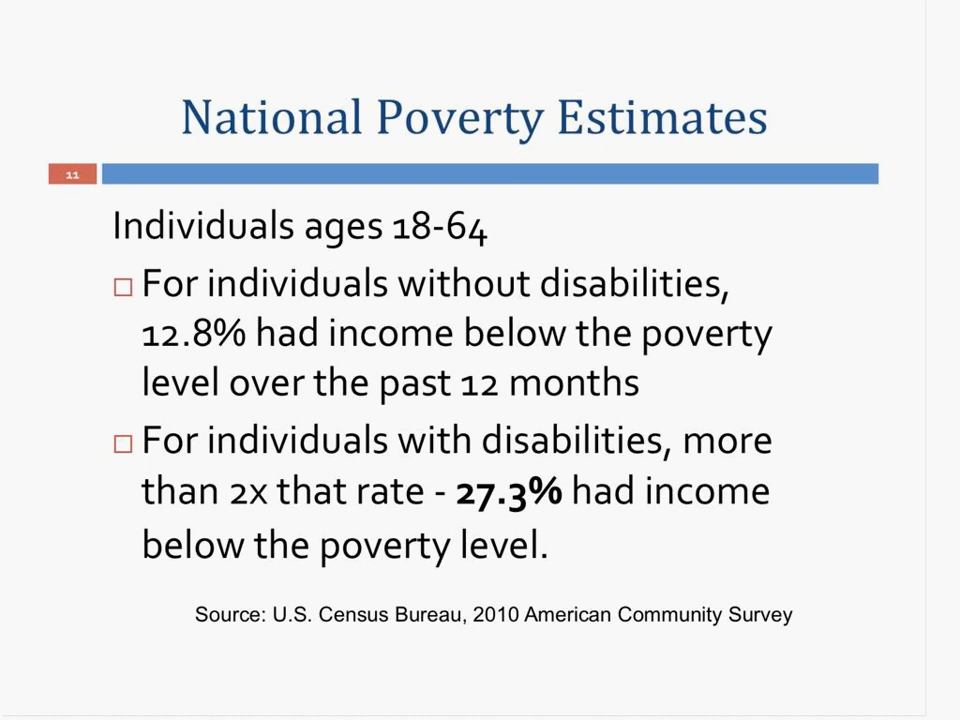 National Poverty Estimates
11
Individuals ages 18-64
□ For individuals without disabilities,
12.8% had income below the poverty
level over the past 12 months
□ For individuals with disabilities, more
than 2x that rate - 27.3% had income
below the poverty level.
Source: U.S. Census Bureau, 2010 American Community Survey